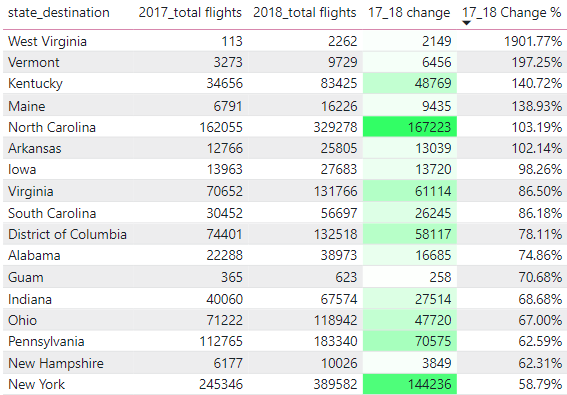 state_destination 2017_total flights 2018_total flights 17_18 change 17_18 Change %
West Virginia 113 2262 2149 1901.77%
Vermont 3273 9729 6456 197.25%
Kentucky 34656 83425 48769 140.72%
Maine 6791 16226 9435 138.93%
North Carolina 162055 329278 167223 103.19%
Arkansas 12766 25805 13039 102.14%
Iowa 13963 27683 13720 98.26%
Virginia 70652 131766 61114 86.50%
South Carolina 30452 56697 26245 86.18%
District of Columbia 74401 132518 58117 78.11%
Alabama 22288 38973 16685 74.86%
Guam 365 623 258 70.68%
Indiana 40060 67574 27514 68.68%
Ohio 71222 118942 47720 67.00%
Pennsylvania 112765 183340 70575 62.59%
New Hampshire 6177 10026 3849 62.31%
New York 245346 389582 144236 58.79%